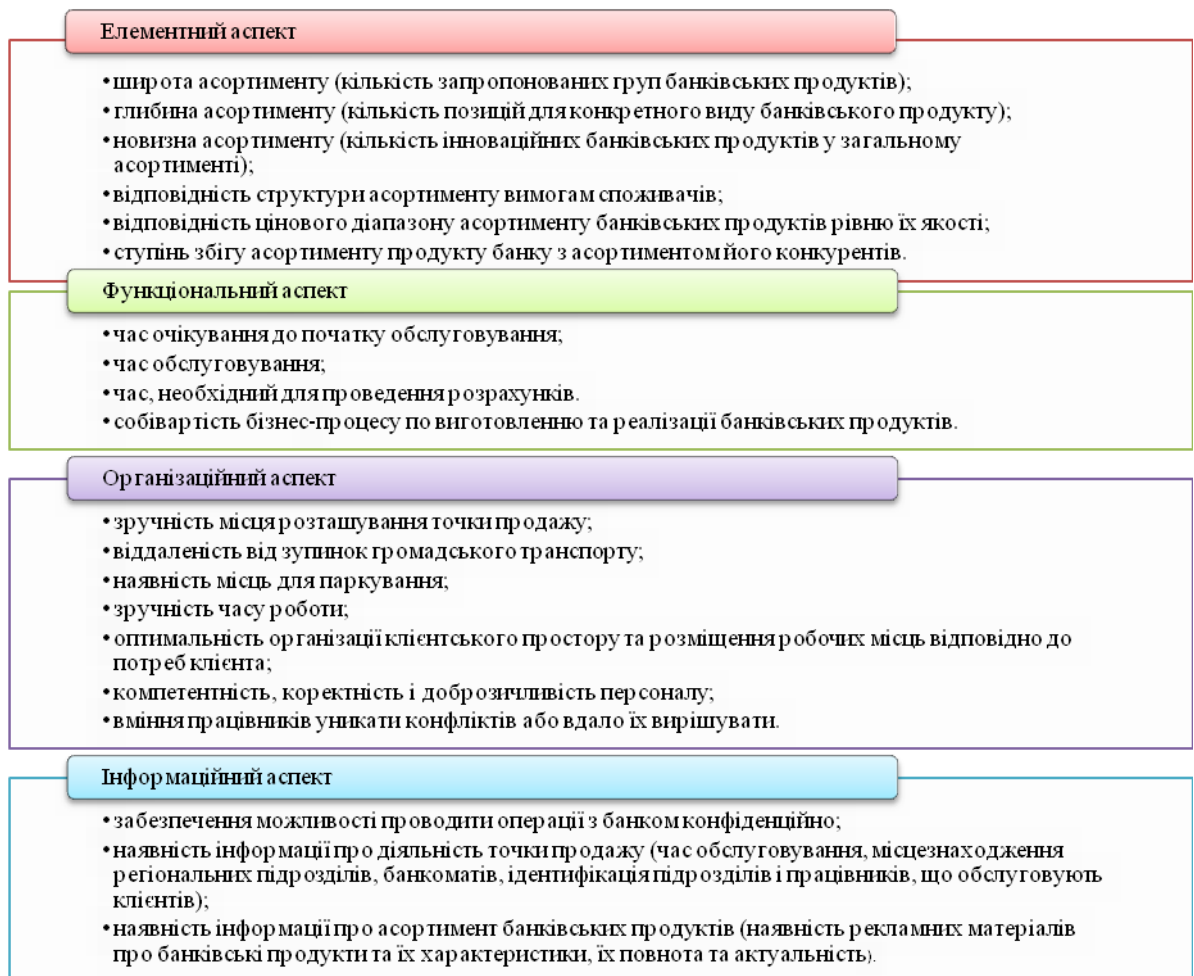 Елементний аспект
•широта асортименту (кількість запропонованих груп банківських продуктів);
•глибина асортименту (кількість позицій для конкретного виду банківського продукту);
•новизна асортименту (кількість інноваційних банківських продуктів у загальному
асортименті);
•відповідність структури асортименту вимогам споживачів;
•відповідність цінового діапазону асортименту банківських продуктів рівню їх якості;
•ступінь збігу асортименту продукту банку з асортиментом його конкурентів.
Функціональний аспект
•час очікування до початку обслуговування;
•час обслуговування;
•час, необхідний для проведення розрахунків.
•собівартість бізнес-процесу по виготовленню та реалізації банківських продуктів.
Організаційний аспект
•зручність місця розташування точки продажу;
•віддаленість від зупинок громадського транспорту;
•наявність місць для паркування;
•зручність часу роботи;
•оптимальність організації клієнтського простору та розміщення робочих місць відповідно до
потреб клієнта;
•компетентність, коректність і доброзичливість персоналу;
•вміння працівників уникати конфліктів або вдало їх вирішувати.
Інформаційний аспект
•забезпечення можливості проводити операції з банком конфіденційно;
•наявність інформації про діяльність точки продажу (час обслуговування, місцезнаходження
регіональних підрозділів, банкоматів, ідентифікація підрозділів і працівників, що обслуговують
клієнтів);
•наявність інформації про асортимент банківських продуктів (наявність рекламних матеріалів
про банківські продукти та їх характеристики, їх повнота та актуальність).